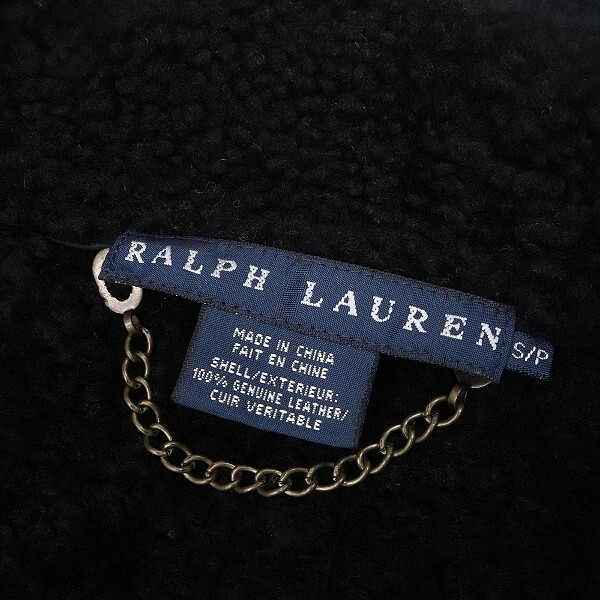 RALPH LAUREN
S/P
MADE IN CHINA
FAIT EN CHINE
SHELL/EXTERIEUR:
100% GENUINE LEATHER/
CUIR VERITABLE